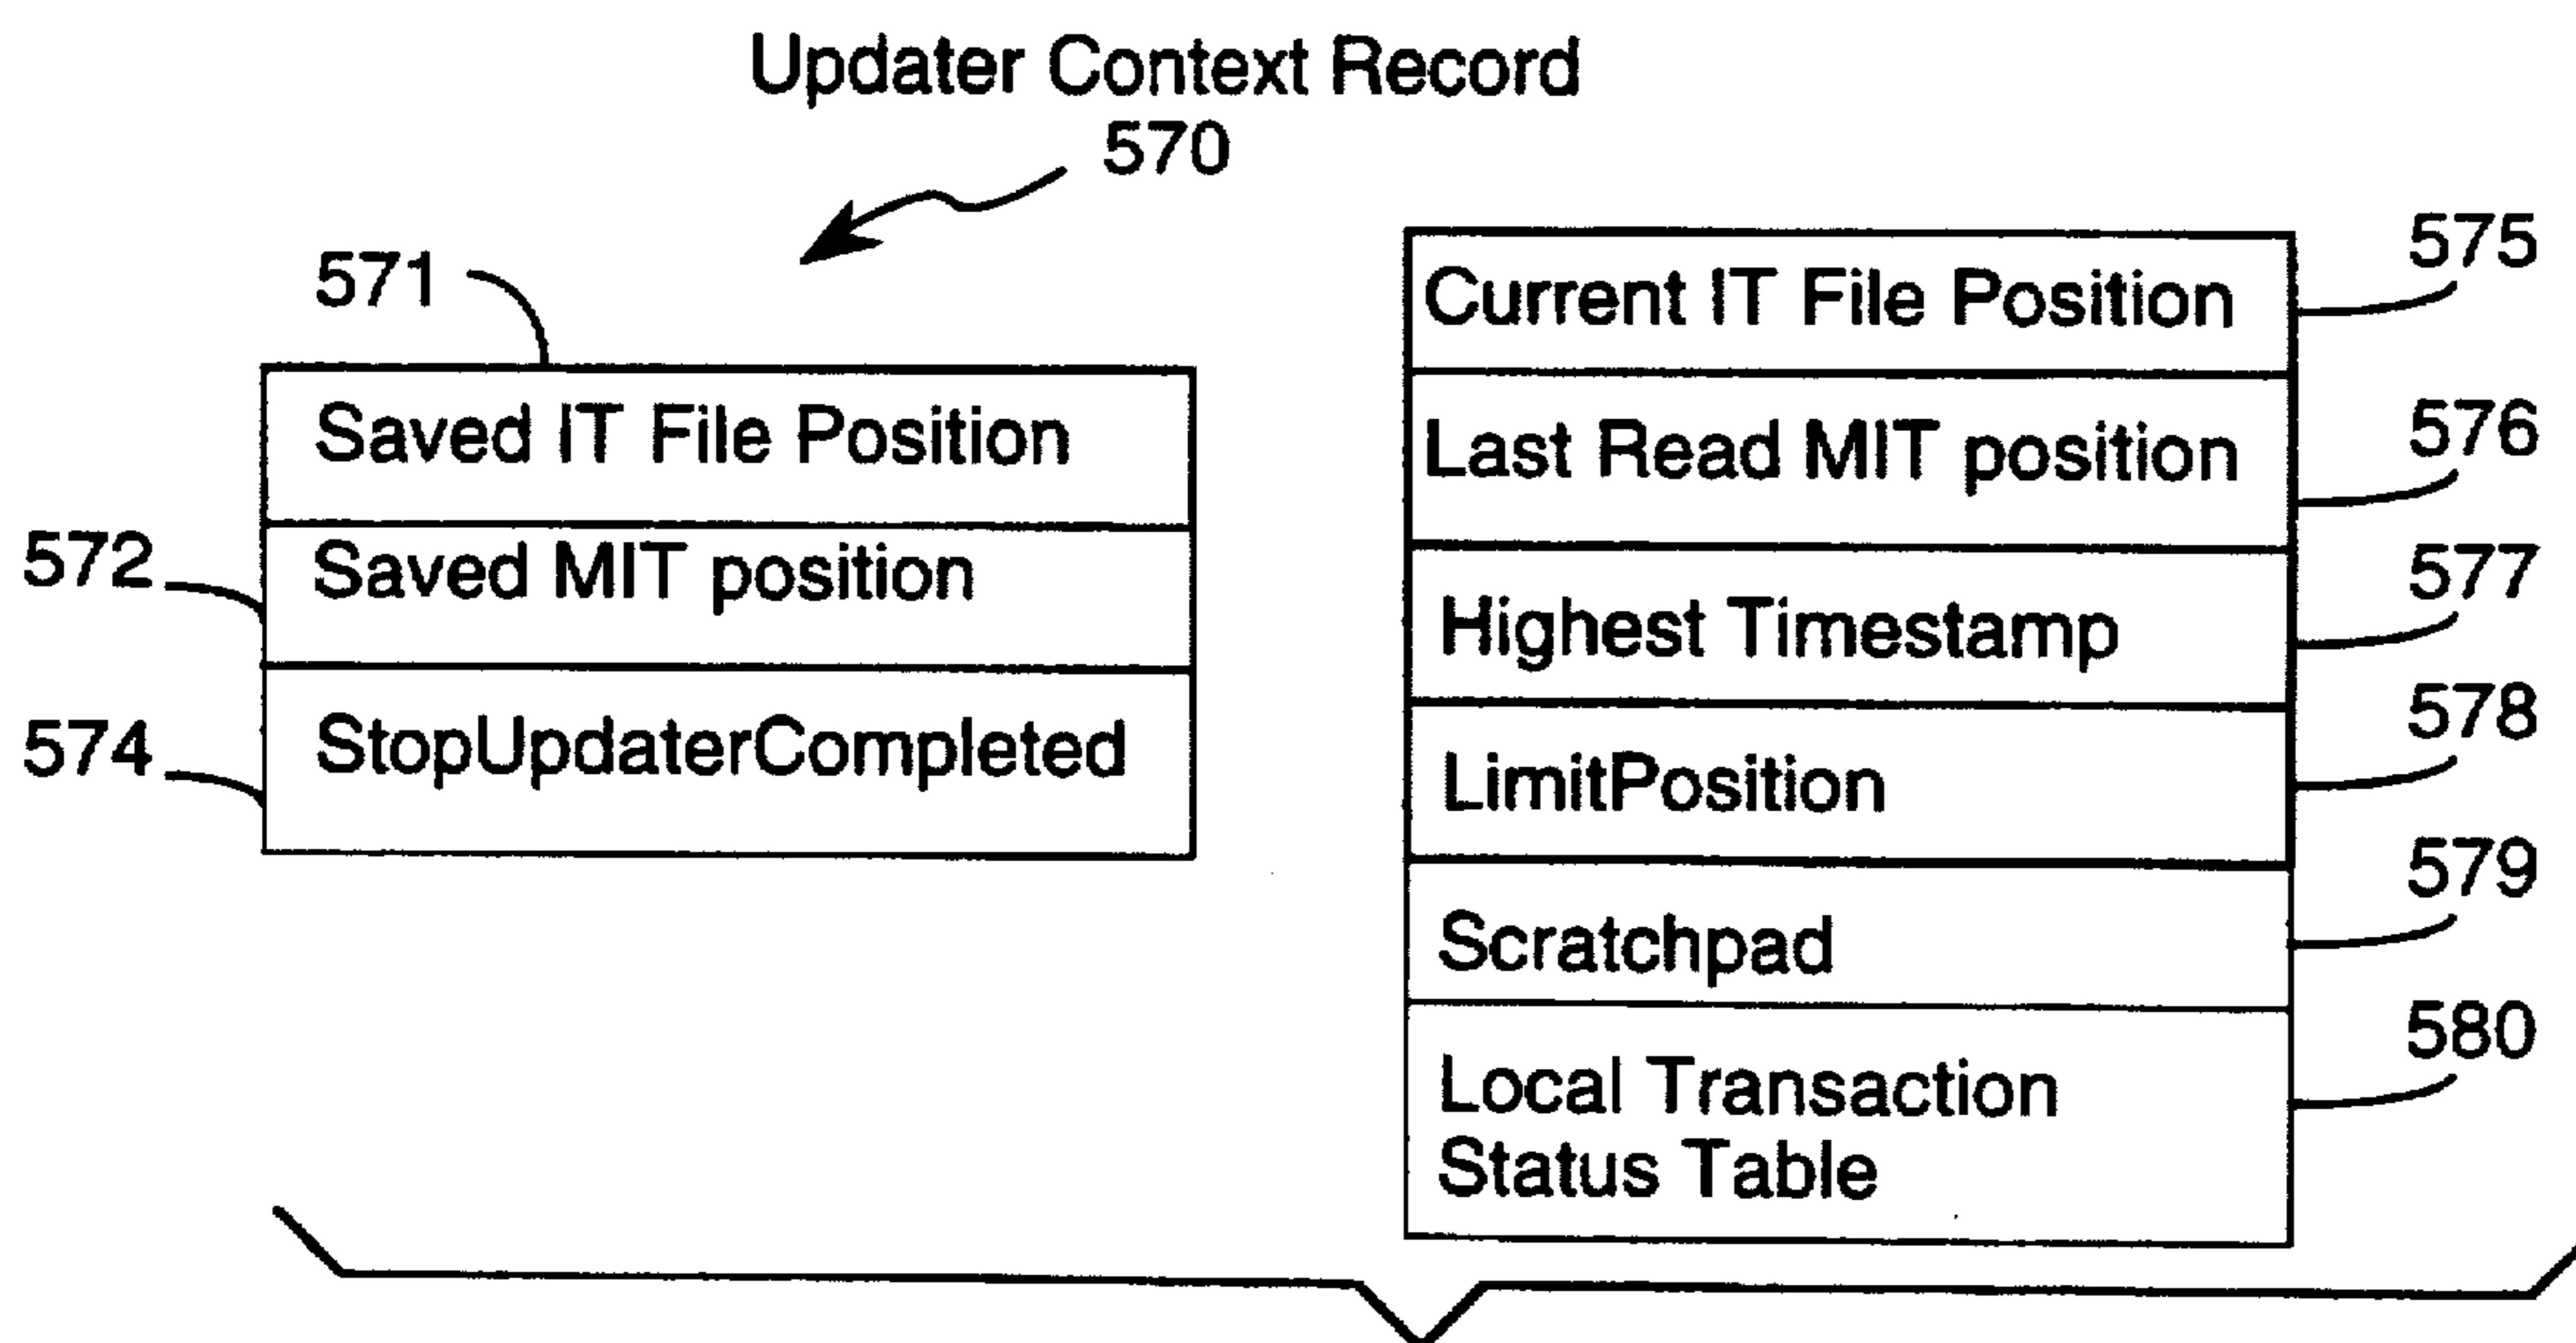 Updater Context Record
570
571
Saved IT File Position
572
Saved MIT position
574
StopUpdaterCompleted
575
Current IT File Position
576
Last Read MIT position
577
Highest Timestamp
578
LimitPosition
579
Scratchpad
580
Local Transaction
Status Table